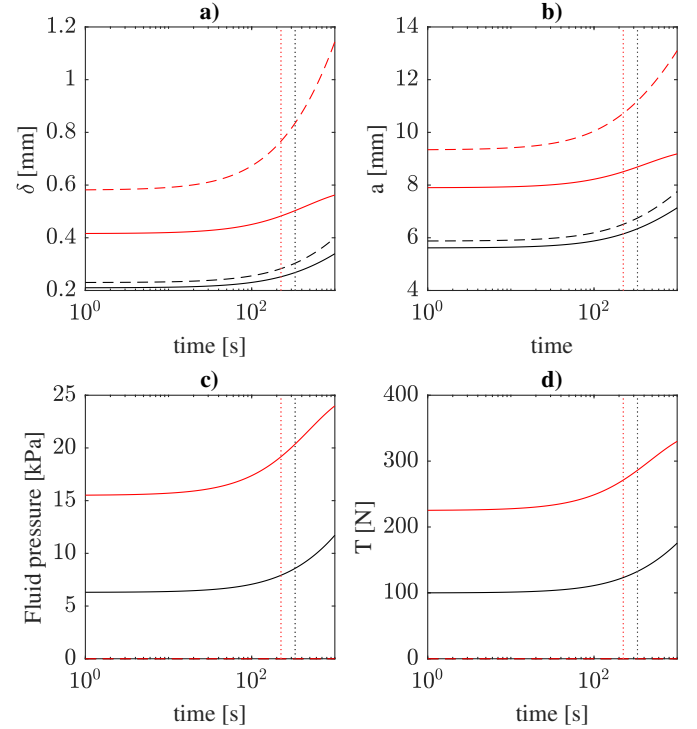 a)
1.2
1
0.8
0.6
0.4
0.2
δ [mm]
10^0
10^2
time [s]
b)
14
12
10
8
6
4
a [mm]
10^0
10^2
time
c)
25
20
15
10
5
0
Fluid pressure [kPa]
10^0
10^2
time [s]
d)
400
300
200
100
0
T [N]
10^0
10^2
time [s]